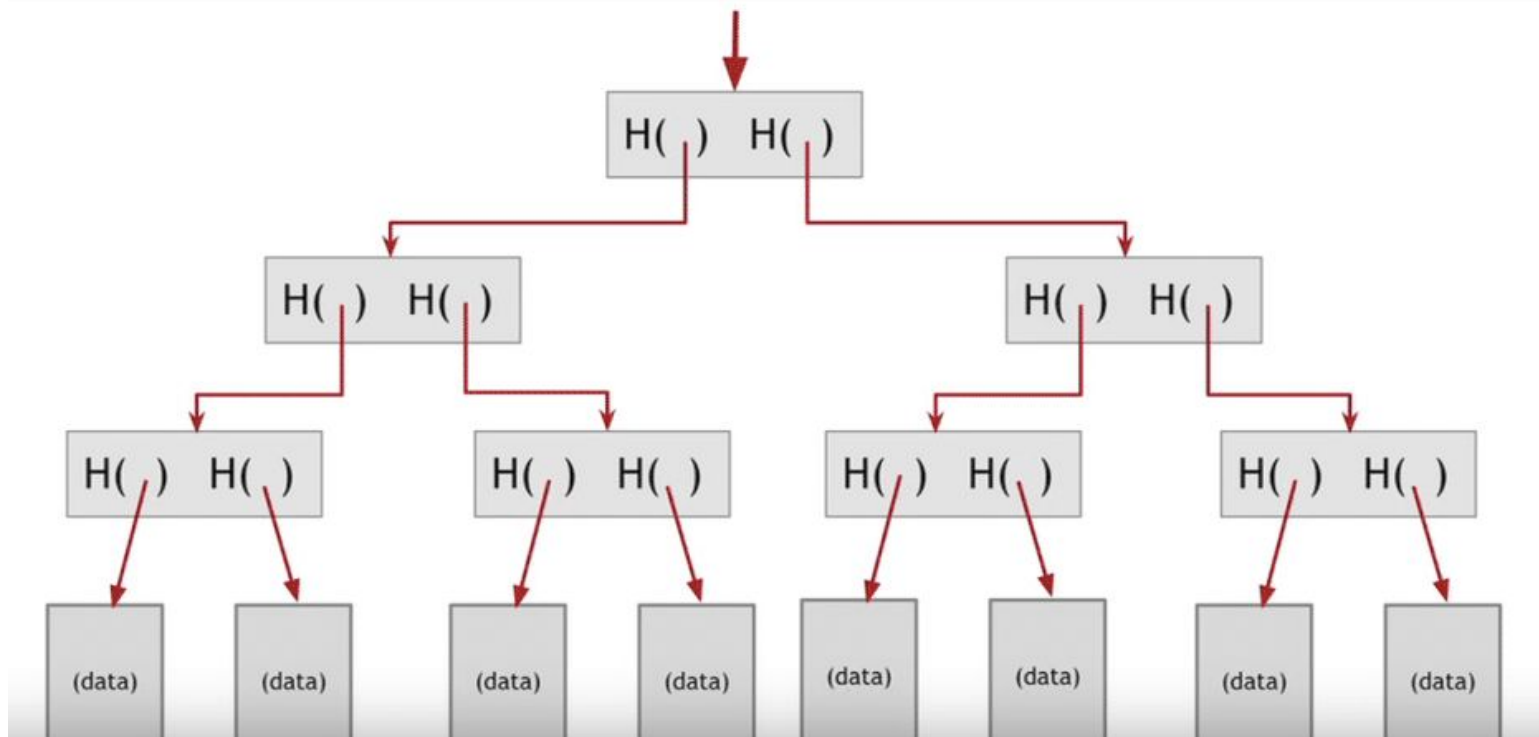 H( ) H( )
H( ) H( ) H( ) H( )
H( ) H( ) H( ) H( ) H( ) H( ) H( ) H( )
(data) (data) (data) (data) (data) (data) (data) (data)